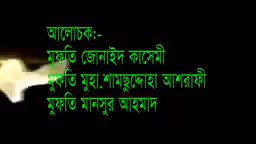 আলোচক:-
মুফতি জোনাইদ কাসেমী
মুফতি মুহা.শামছুদ্দোহা আশরাফী
মুফতি মানসুর আহমাদ